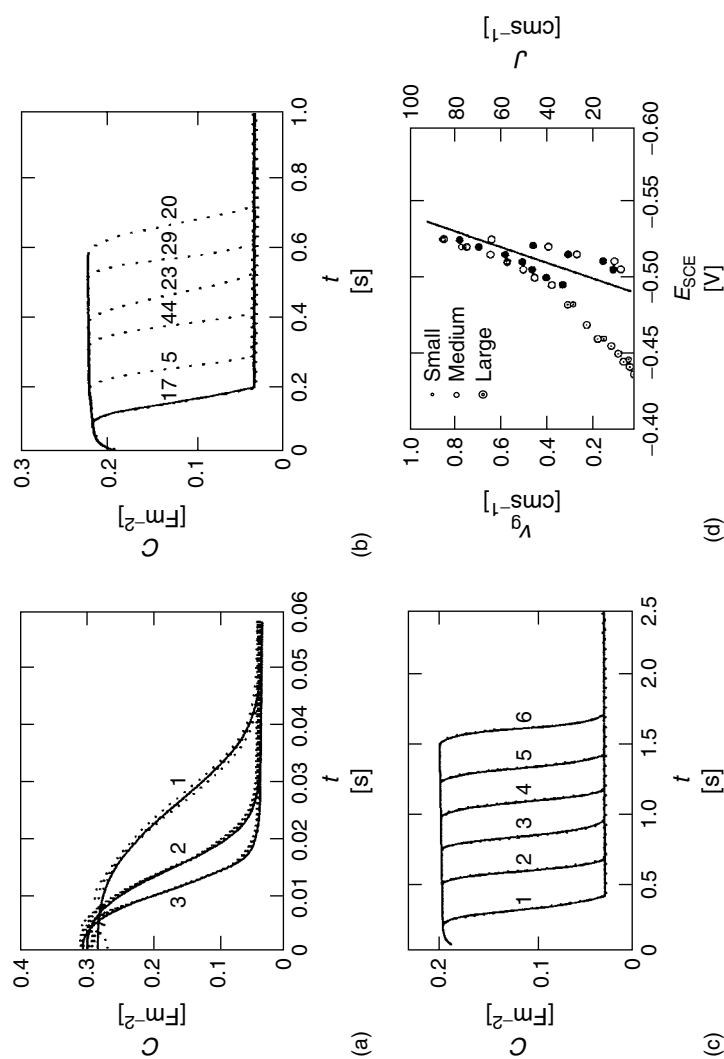 0.4
0.3
0.2
0.1
0
C
[Fm−2]
0
0.01
0.02
0.03
0.04
0.05
0.06
t
[s]
1
2
3
(a)
0.3
0.2
0.1
0
C
[Fm−2]
0
0.2
0.4
0.6
0.8
1.0
t
[s]
17
5
44
23
29
20
(b)
0.2
0.1
0
C
[Fm−2]
0
0.5
1.0
1.5
2.0
2.5
t
[s]
1
2
3
4
5
6
(c)
1.0
0.8
0.6
0.4
0.2
Vg
[cms−1]
Small
Medium
Large
−0.40
−0.45
−0.50
−0.55
−0.60
ESCE
[V]
100
80
60
40
20
J
[cms−1]
(d)